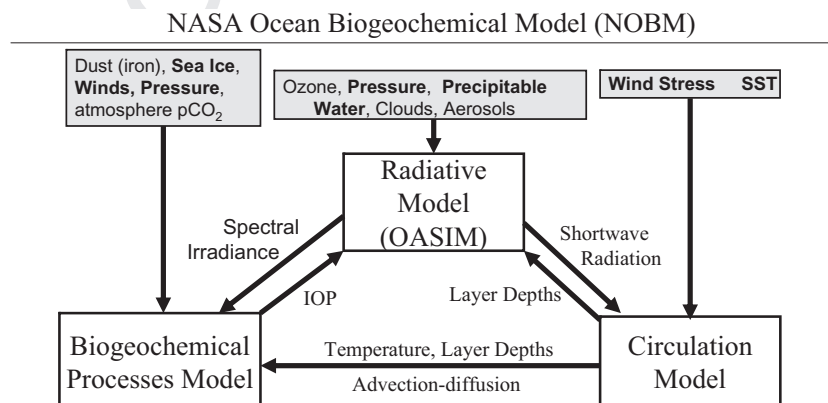 NASA Ocean Biogeochemical Model (NOBM)
Dust (iron), Sea Ice,
Winds, Pressure,
atmosphere pCO2
Ozone, Pressure, Precipitable
Water, Clouds, Aerosols
Wind Stress SST
Radiative
Model
(OASIM)
Spectral
Irradiance
Shortwave
Radiation
IOP
Layer Depths
Biogeochemical
Processes Model
Temperature, Layer Depths
Advection-diffusion
Circulation
Model